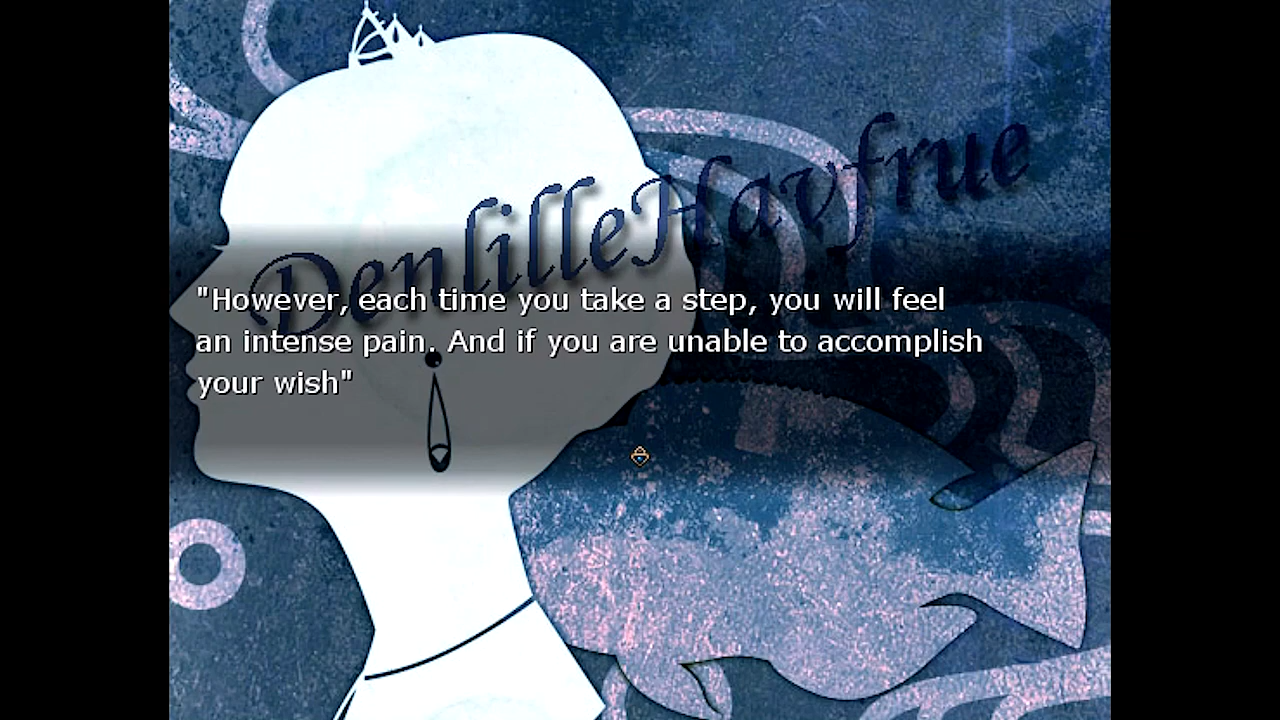 DenlilleHavfrue
"However, each time you take a step, you will feel
an intense pain. And if you are unable to accomplish
your wish"